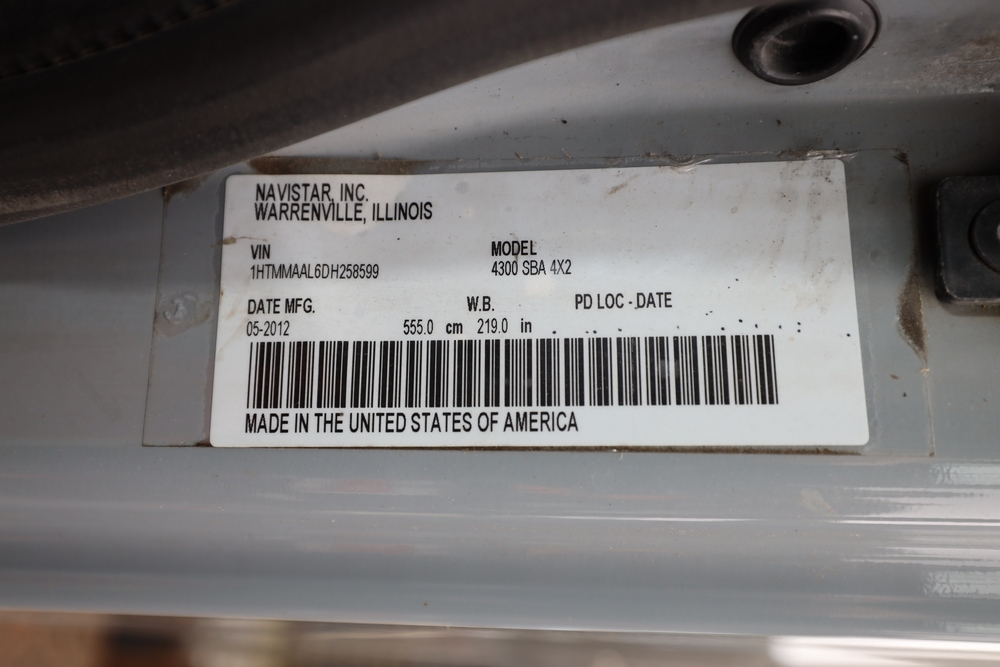 NAVISTAR, INC.
WARRENVILLE, ILLINOIS
VIN MODEL
1HTMMAAL6DH258599 4300 SBA 4X2
DATE MFG. W.B. PD LOC - DATE
05-2012 555.0 cm 219.0 in
MADE IN THE UNITED STATES OF AMERICA